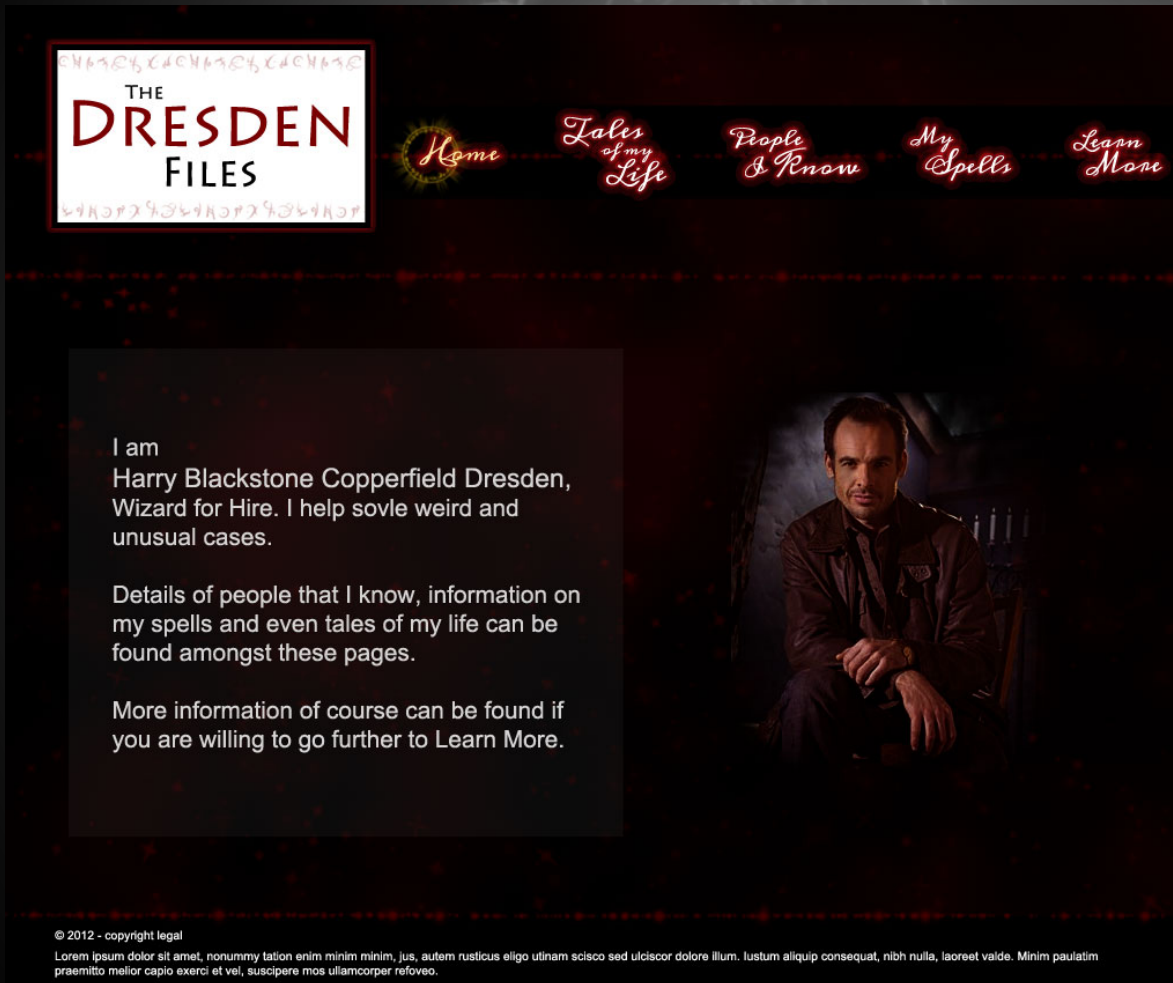 The
Dresden
Files
Home
Tales
of my
Life
People
I Know
My
Spells
Learn
More
I am
Harry Blackstone Copperfield Dresden,
Wizard for Hire. I help sovle weird and
unusual cases.
Details of people that I know, information on
my spells and even tales of my life can be
found amongst these pages.
More information of course can be found if
you are willing to go further to Learn More.
© 2012 - copyright legal
Lorem ipsum dolor sit amet, nonummy tation enim minim minim, jus, autem rusticus eligo utinam scisco sed ulciscor dolore illum. Iustum aliquip consequat, nibh nulla, laoreet valde. Minim paulatim
praemitto melior capio exerci et vel, suscipere mos ullamcorper refoveo.